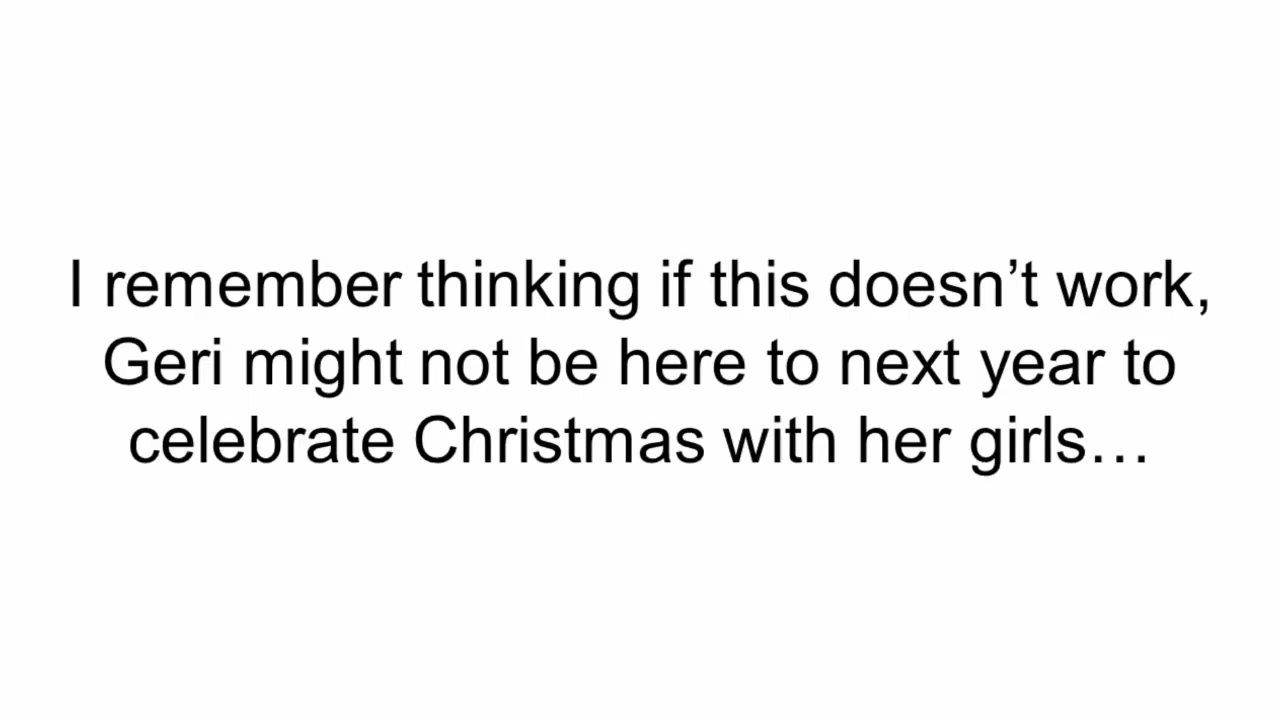 I remember thinking if this doesn’t work,
Geri might not be here to next year to
celebrate Christmas with her girls…